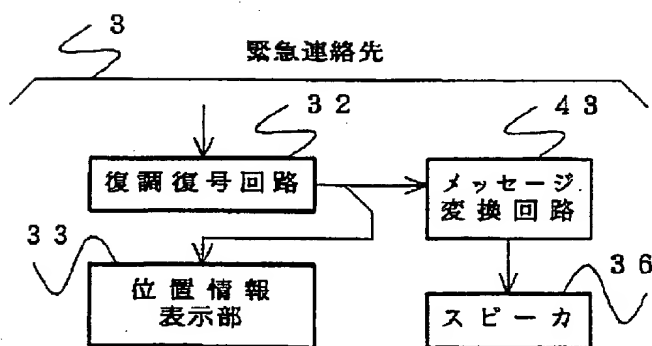 3
緊急連絡先
32
43
復調復号回路
メッセージ
変換回路
33
36
位置情報
表示部
スピーカ